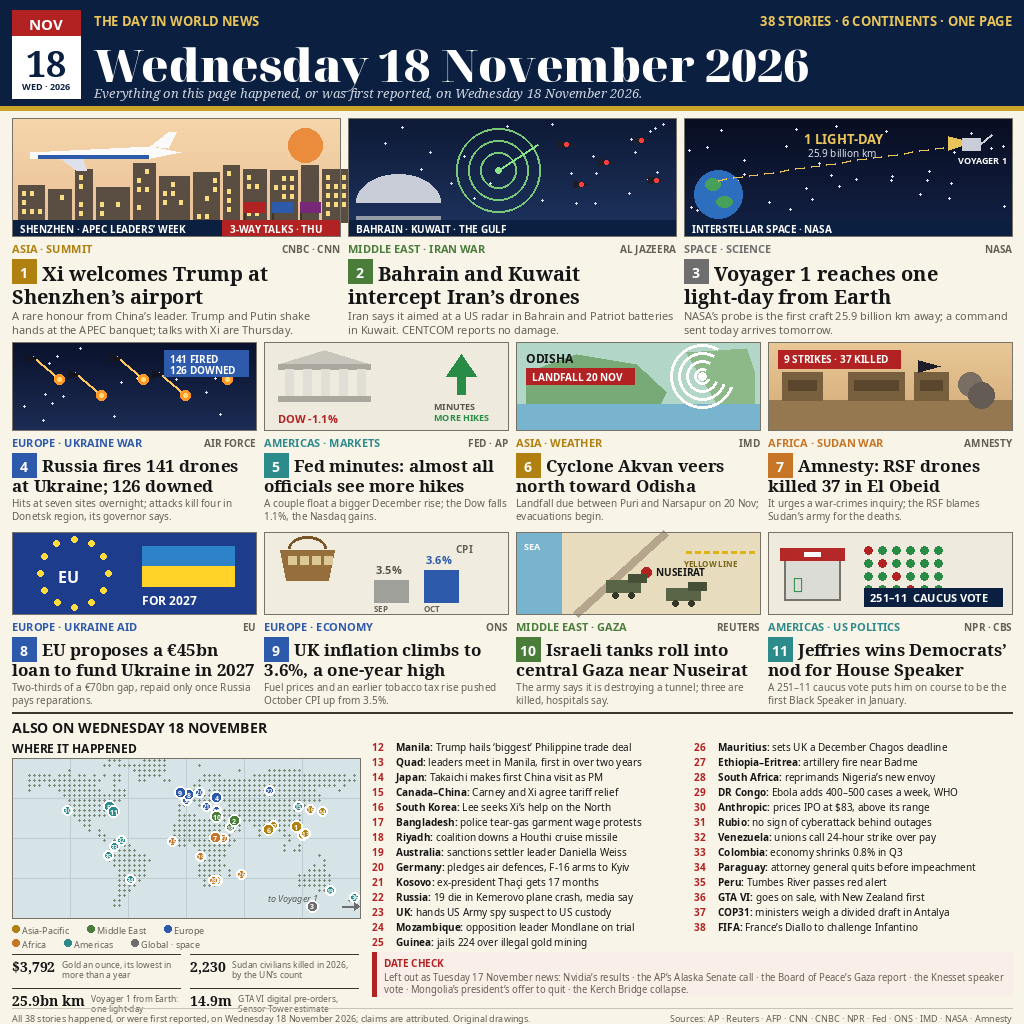 NOV
18
WED · 2026
THE DAY IN WORLD NEWS
38 STORIES · 6 CONTINENTS · ONE PAGE
Wednesday 18 November 2026
Everything on this page happened, or was first reported, on Wednesday 18 November 2026.
SHENZHEN · APEC LEADERS’ WEEK
3-WAY TALKS · THU
ASIA · SUMMIT
CNBC · CNN
1 Xi welcomes Trump at
Shenzhen’s airport
A rare honour from China’s leader. Trump and Putin shake
hands at the APEC banquet; talks with Xi are Thursday.
BAHRAIN · KUWAIT · THE GULF
MIDDLE EAST · IRAN WAR
AL JAZEERA
2 Bahrain and Kuwait
intercept Iran’s drones
Iran says it aimed at a US radar in Bahrain and Patriot batteries
in Kuwait. CENTCOM reports no damage.
1 LIGHT-DAY
25.9 billion km
VOYAGER 1
INTERSTELLAR SPACE · NASA
SPACE · SCIENCE
NASA
3 Voyager 1 reaches one
light-day from Earth
NASA’s probe is the first craft 25.9 billion km away; a command
sent today arrives tomorrow.
141 FIRED
126 DOWNED
EUROPE · UKRAINE WAR
AIR FORCE
4 Russia fires 141 drones
at Ukraine; 126 downed
Hits at seven sites overnight; attacks kill four in
Donetsk region, its governor says.
DOW -1.1%
MINUTES
MORE HIKES
AMERICAS · MARKETS
FED · AP
5 Fed minutes: almost all
officials see more hikes
A couple float a bigger December rise; the Dow falls
1.1%, the Nasdaq gains.
ODISHA
LANDFALL 20 NOV
ASIA · WEATHER
IMD
6 Cyclone Akvan veers
north toward Odisha
Landfall due between Puri and Narsapur on 20 Nov;
evacuations begin.
9 STRIKES · 37 KILLED
AFRICA · SUDAN WAR
AMNESTY
7 Amnesty: RSF drones
killed 37 in El Obeid
It urges a war-crimes inquiry; the RSF blames
Sudan’s army for the deaths.
EU
FOR 2027
EUROPE · UKRAINE AID
EU
8 EU proposes a €45bn
loan to fund Ukraine in 2027
Two-thirds of a €70bn gap, repaid only once Russia
pays reparations.
CPI
3.5%
3.6%
SEP
OCT
EUROPE · ECONOMY
ONS
9 UK inflation climbs to
3.6%, a one-year high
Fuel prices and an earlier tobacco tax rise pushed
October CPI up from 3.5%.
SEA
YELLOW LINE
NUSEIRAT
MIDDLE EAST · GAZA
REUTERS
10 Israeli tanks roll into
central Gaza near Nuseirat
The army says it is destroying a tunnel; three are
killed, hospitals say.
251–11 CAUCUS VOTE
AMERICAS · US POLITICS
NPR · CBS
11 Jeffries wins Democrats’
nod for House Speaker
A 251–11 caucus vote puts him on course to be the
first Black Speaker in January.
ALSO ON WEDNESDAY 18 NOVEMBER
WHERE IT HAPPENED
to Voyager 1
3
Asia-Pacific
Middle East
Europe
Africa
Americas
Global · space
$3,792 Gold an ounce, its lowest in
more than a year
2,230 Sudan civilians killed in 2026,
by the UN’s count
25.9bn km Voyager 1 from Earth:
one light-day
14.9m GTA VI digital pre-orders,
Sensor Tower estimate
12 Manila: Trump hails ‘biggest’ Philippine trade deal
13 Quad: leaders meet in Manila, first in over two years
14 Japan: Takaichi makes first China visit as PM
15 Canada–China: Carney and Xi agree tariff relief
16 South Korea: Lee seeks Xi’s help on the North
17 Bangladesh: police tear-gas garment wage protests
18 Riyadh: coalition downs a Houthi cruise missile
19 Australia: sanctions settler leader Daniella Weiss
20 Germany: pledges air defences, F-16 arms to Kyiv
21 Kosovo: ex-president Thaçi gets 17 months
22 Russia: 19 die in Kemerovo plane crash, media say
23 UK: hands US Army spy suspect to US custody
24 Mozambique: opposition leader Mondlane on trial
25 Guinea: jails 224 over illegal gold mining
26 Mauritius: sets UK a December Chagos deadline
27 Ethiopia–Eritrea: artillery fire near Badme
28 South Africa: reprimands Nigeria’s new envoy
29 DR Congo: Ebola adds 400–500 cases a week, WHO
30 Anthropic: prices IPO at $83, above its range
31 Rubio: no sign of cyberattack behind outages
32 Venezuela: unions call 24-hour strike over pay
33 Colombia: economy shrinks 0.8% in Q3
34 Paraguay: attorney general quits before impeachment
35 Peru: Tumbes River passes red alert
36 GTA VI: goes on sale, with New Zealand first
37 COP31: ministers weigh a divided draft in Antalya
38 FIFA: France’s Diallo to challenge Infantino
DATE CHECK
Left out as Tuesday 17 November news: Nvidia’s results · the AP’s Alaska Senate call · the Board of Peace’s Gaza report · the Knesset speaker
vote · Mongolia’s president’s offer to quit · the Kerch Bridge collapse.
All 38 stories happened, or were first reported, on Wednesday 18 November 2026; claims are attributed. Original drawings.
Sources: AP · Reuters · AFP · CNN · CNBC · NPR · Fed · ONS · IMD · NASA · Amnesty